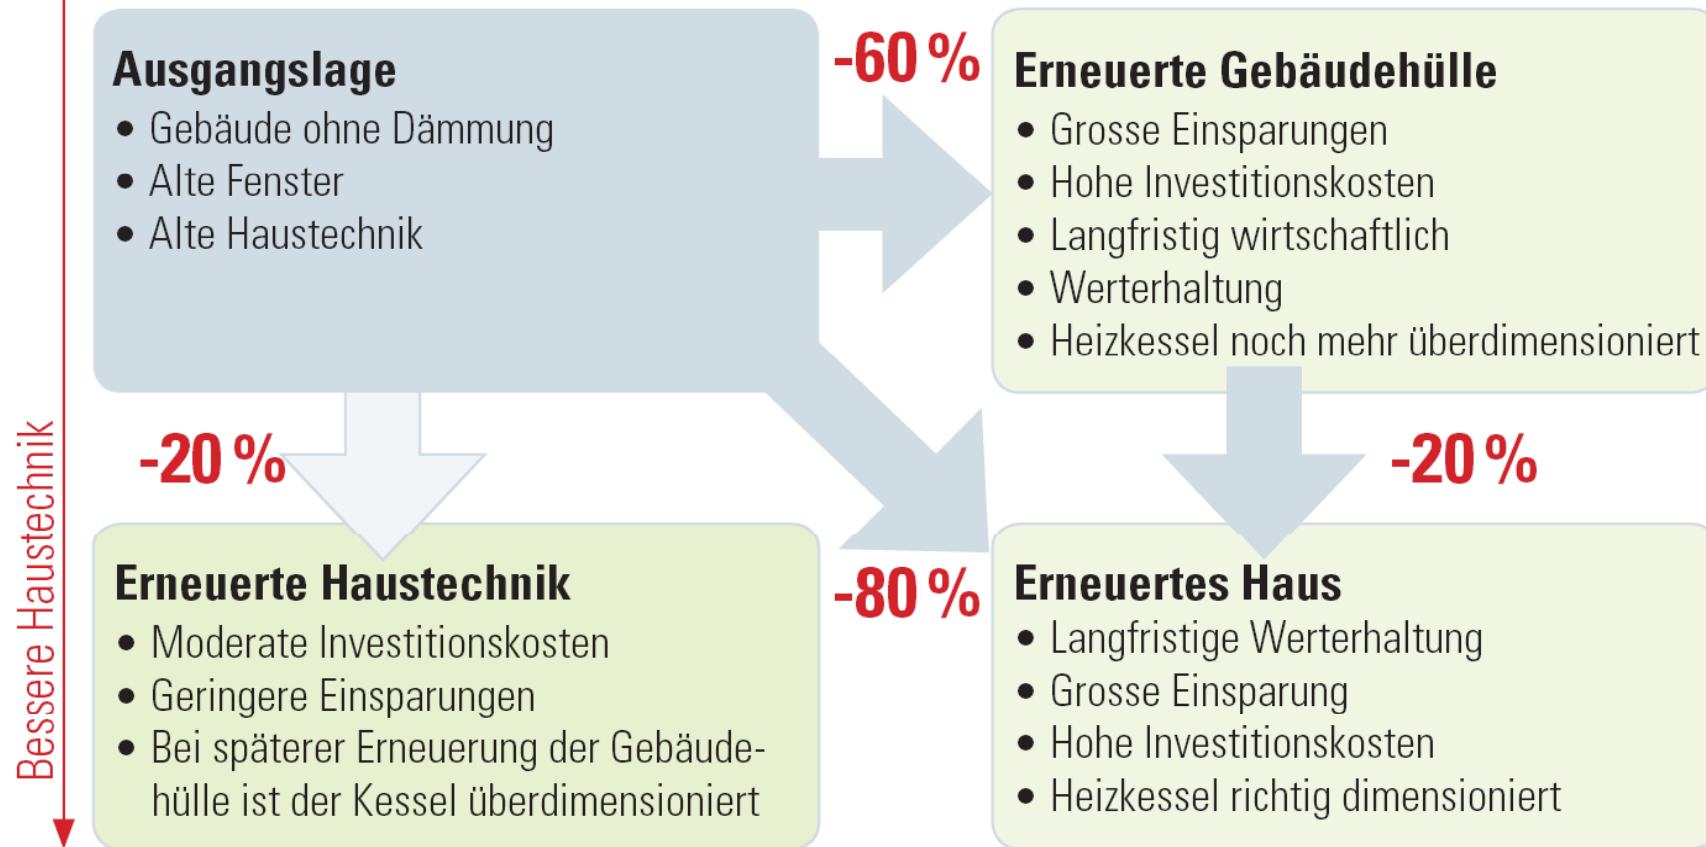 Ausgangslage
• Gebäude ohne Dämmung
• Alte Fenster
• Alte Haustechnik
-60 %
Erneuerte Gebäudehülle
• Grosse Einsparungen
• Hohe Investitionskosten
• Langfristig wirtschaftlich
• Werterhaltung
• Heizkessel noch mehr überdimensioniert
Bessere Haustechnik
-20 %
-80 %
-20 %
Erneuerte Haustechnik
• Moderate Investitionskosten
• Geringere Einsparungen
• Bei späterer Erneuerung der Gebäude-
hülle ist der Kessel überdimensioniert
Erneuertes Haus
• Langfristige Werterhaltung
• Grosse Einsparung
• Hohe Investitionskosten
• Heizkessel richtig dimensioniert